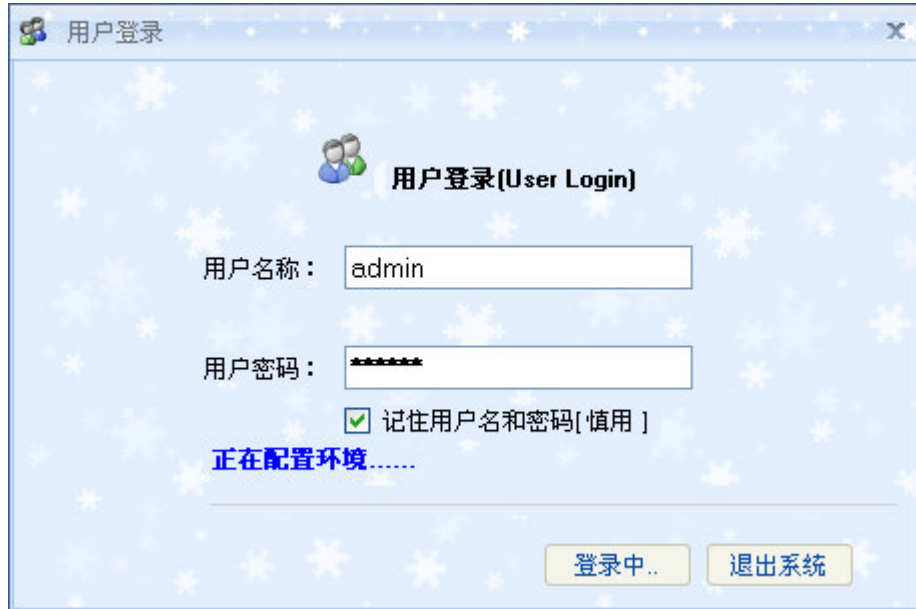 用户登录
用户登录(User Login)
用户名称：
admin
用户密码：
******
记住用户名和密码[ 慎用 ]
正在配置环境......
登录中..
退出系统